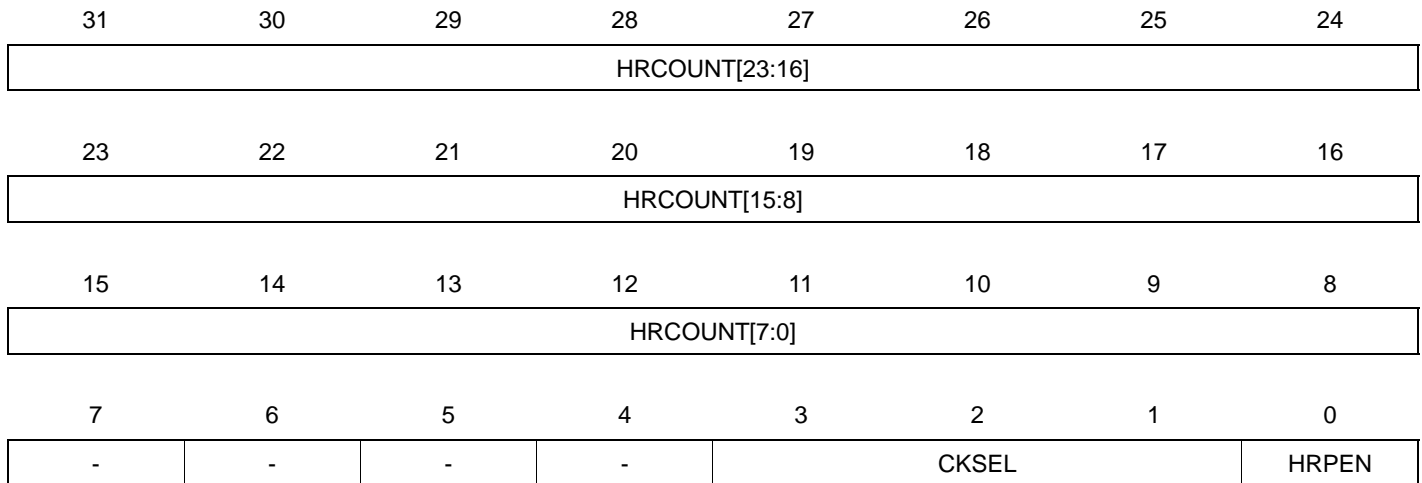 31 30 29 28 27 26 25 24
HRCOUNT[23:16]
23 22 21 20 19 18 17 16
HRCOUNT[15:8]
15 14 13 12 11 10 9 8
HRCOUNT[7:0]
7 6 5 4 3 2 1 0
- - - - CKSEL HRPEN